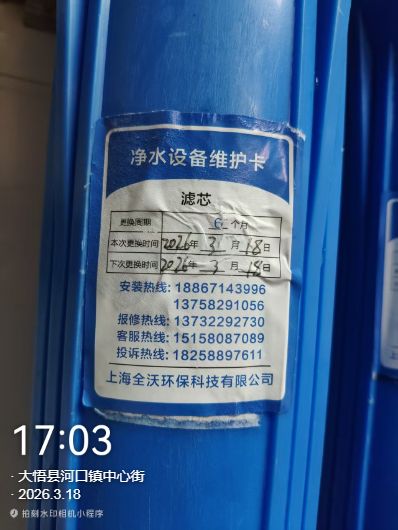 净水设备维护卡
滤芯
更换周期 6 个月
本次更换时间 2026年 3 月 18日
下次更换时间 2026年 3 月 18日
安装热线: 18867143996
13758291056
报修热线: 13732292730
客服热线: 15158087089
投诉热线: 18258897611
上海全沃环保科技有限公司
17:03
· 大悟县河口镇中心街
· 2026.3.18
拍刻水印相机小程序